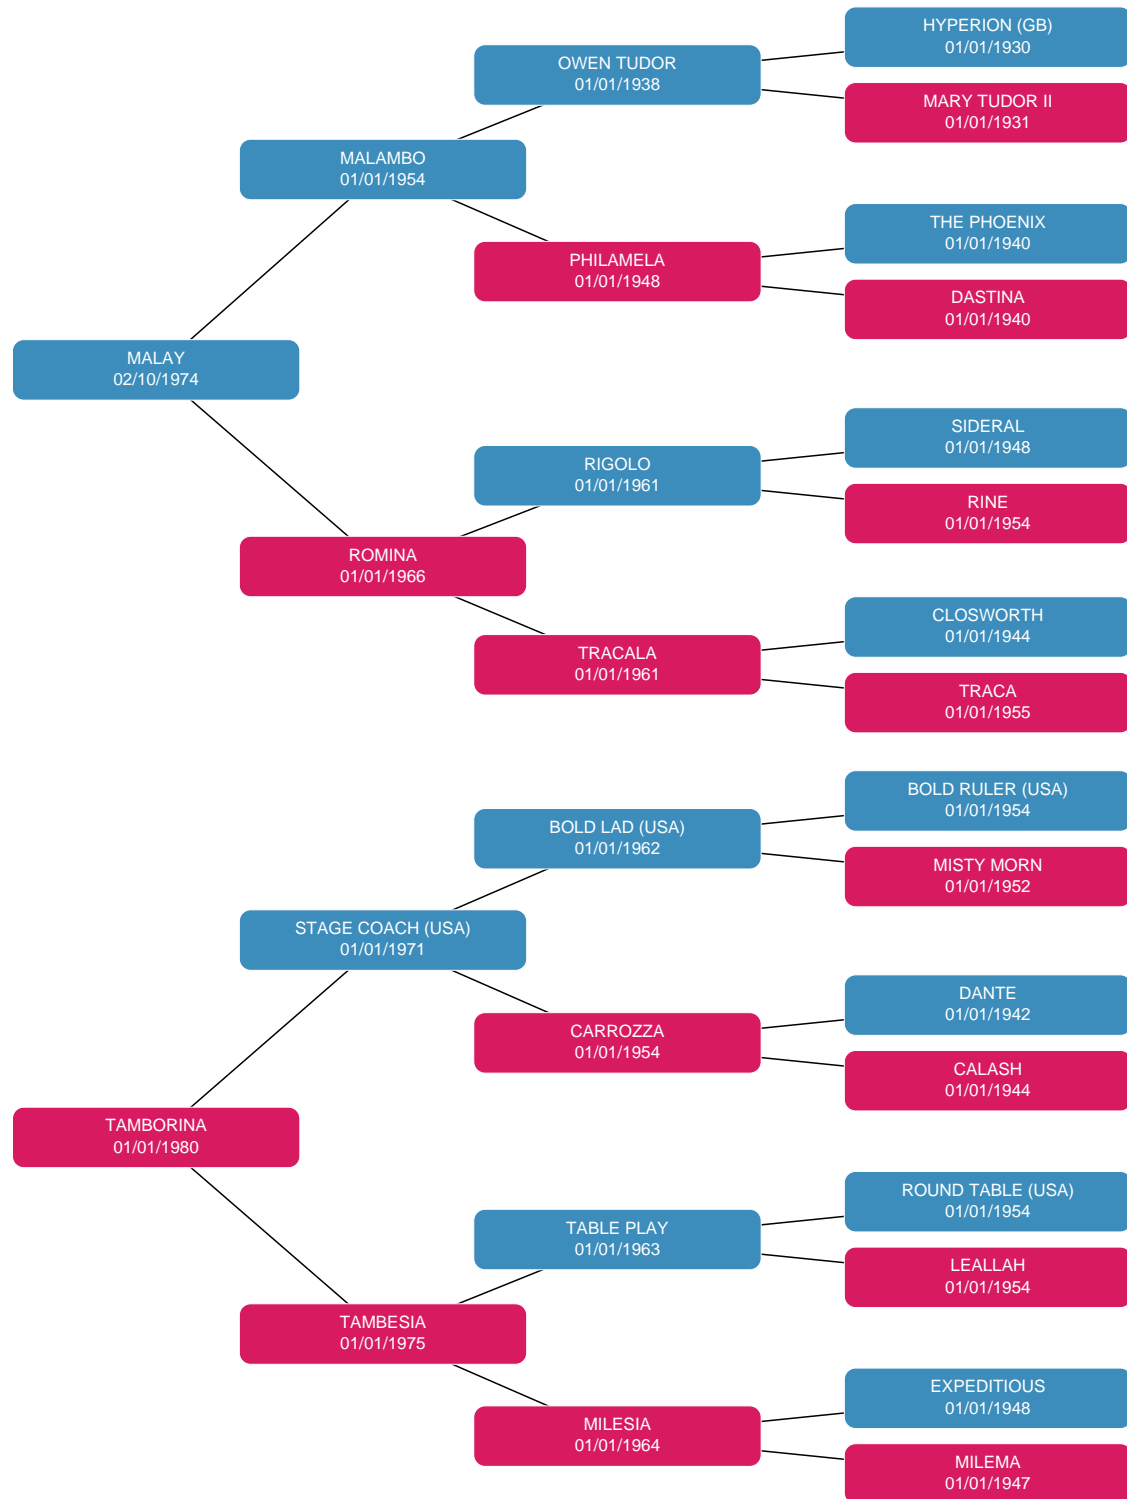 HYPERION (GB)
01/01/1930
OWEN TUDOR
01/01/1938
MARY TUDOR II
01/01/1931
MALAMBO
01/01/1954
THE PHOENIX
01/01/1940
PHILAMELA
01/01/1948
DASTINA
01/01/1940
MALAY
02/10/1974
SIDERAL
01/01/1948
RIGOLO
01/01/1961
RINE
01/01/1954
ROMINA
01/01/1966
CLOSWORTH
01/01/1944
TRACALA
01/01/1961
TRACA
01/01/1955
BOLD RULER (USA)
01/01/1954
BOLD LAD (USA)
01/01/1962
MISTY MORN
01/01/1952
STAGE COACH (USA)
01/01/1971
DANTE
01/01/1942
CARROZZA
01/01/1954
CALASH
01/01/1944
TAMBORINA
01/01/1980
ROUND TABLE (USA)
01/01/1954
TABLE PLAY
01/01/1963
LEALLAH
01/01/1954
TAMBESIA
01/01/1975
EXPEDITIOUS
01/01/1948
MILESIA
01/01/1964
MILEMA
01/01/1947